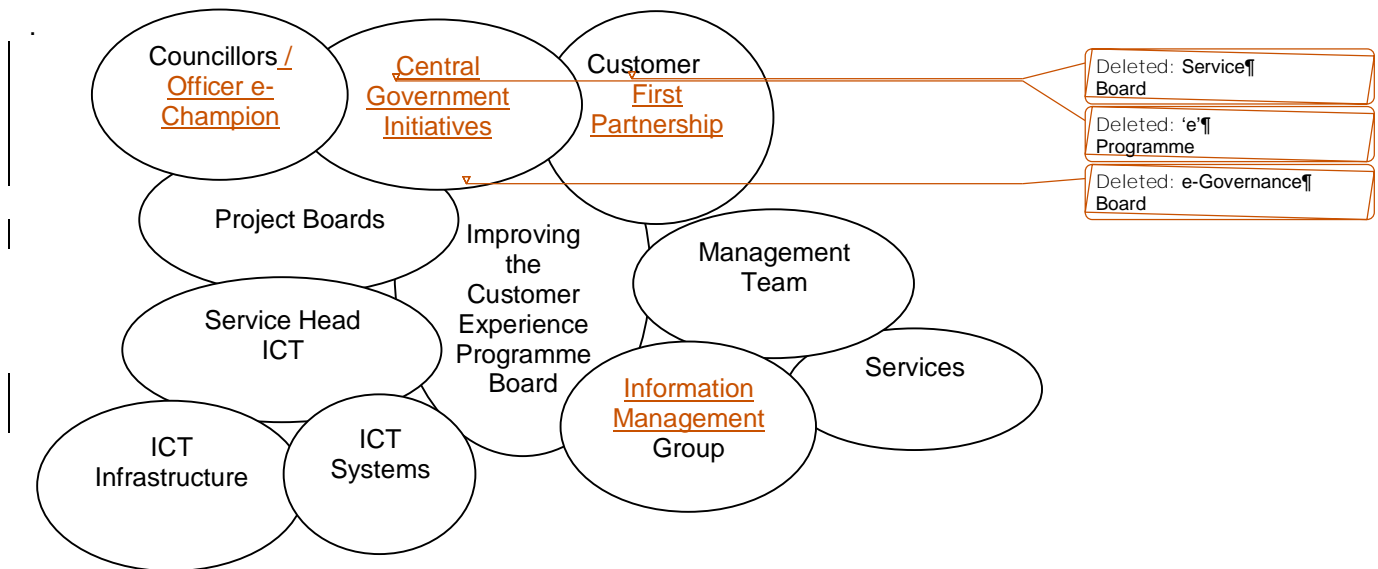 .
Councillors /
Officer e-
Champion
Central
Government
Initiatives
Customer
First
Partnership
Deleted: Service¶
Board
Deleted: ‘e’¶
Programme
Deleted: e-Governance¶
Board
Project Boards
Improving
the
Customer
Experience
Programme
Board
Management
Team
Service Head
ICT
Services
Information
Management
Group
ICT
Infrastructure
ICT
Systems